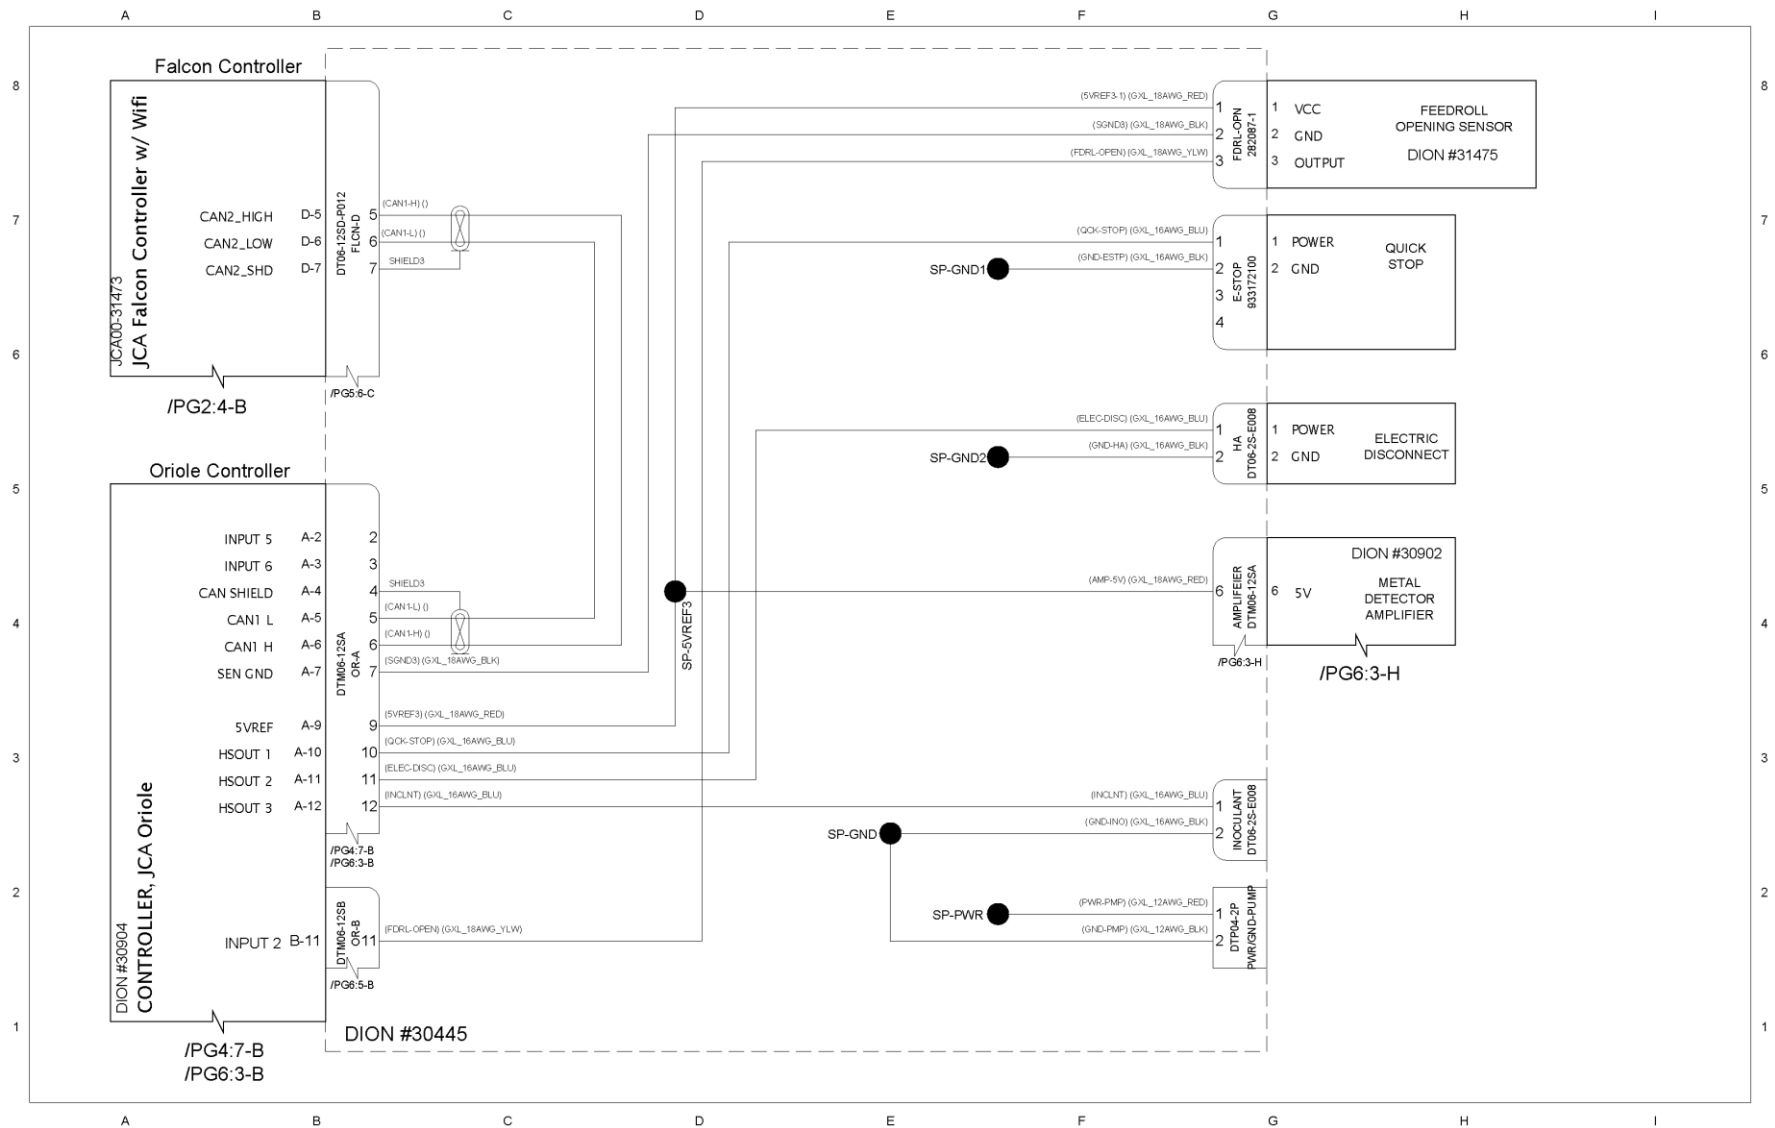 A B C D E F G H I
8 8
7 7
6 6
5 5
4 4
3 3
2 2
1 1
Falcon Controller
JCA00-31473
JCA Falcon Controller w/ Wifi
CAN2_HIGH D-5
CAN2_LOW D-6
CAN2_SHD D-7
DT06-12SD-P012
FLCN-D
5 (CAN1-H) ()
6 (CAN1-L) ()
7 SHIELD3
/PG5:6-C
/PG2:4-B
Oriole Controller
DION #30904
CONTROLLER, JCA Oriole
INPUT 5 A-2 2
INPUT 6 A-3 3
CAN SHIELD A-4 4 SHIELD3
CAN1 L A-5 5 (CAN1-L) ()
CAN1 H A-6 6 (CAN1-H) ()
SEN GND A-7 7 (SGND3) (GXL_18AWG_BLK)
5VREF A-9 9 (5VREF3) (GXL_18AWG_RED)
HSOUT 1 A-10 10 (QCK-STOP) (GXL_16AWG_BLU)
HSOUT 2 A-11 11 (ELEC-DISC) (GXL_16AWG_BLU)
HSOUT 3 A-12 12 (INCLNT) (GXL_16AWG_BLU)
DTM06-12SA
OR-A
/PG4:7-B
/PG6:3-B
INPUT 2 B-11 11 (FDRL-OPEN) (GXL_18AWG_YLW)
DTM06-12SB
OR-B
/PG6:5-B
/PG4:7-B
/PG6:3-B
DION #30445
SP-5VREF3
SP-GND1
SP-GND2
SP-GND
SP-PWR
(5VREF3-1) (GXL_18AWG_RED) 1
(SGND3) (GXL_18AWG_BLK) 2
(FDRL-OPEN) (GXL_18AWG_YLW) 3
FDRL-OPN
282087-1
1 VCC
2 GND
3 OUTPUT
FEEDROLL
OPENING SENSOR
DION #31475
(QCK-STOP) (GXL_16AWG_BLU) 1
(GND-ESTP) (GXL_16AWG_BLK) 2
3
4
E-STOP
933172100
1 POWER
2 GND
QUICK
STOP
(ELEC-DISC) (GXL_16AWG_BLU) 1
(GND-HA) (GXL_16AWG_BLK) 2
HA
DT06-2S-E008
1 POWER
2 GND
ELECTRIC
DISCONNECT
(AMP-5V) (GXL_18AWG_RED) 6
AMPLIFEIER
DTM06-12SA
6 5V
DION #30902
METAL
DETECTOR
AMPLIFIER
/PG6:3-H
/PG6:3-H
(INCLNT) (GXL_16AWG_BLU) 1
(GND-INO) (GXL_16AWG_BLK) 2
INOCULANT
DT06-2S-E008
(PWR-PMP) (GXL_12AWG_RED) 1
(GND-PMP) (GXL_12AWG_BLK) 2
DTP04-2P
PWR/GND-PUMP
A B C D E F G H I